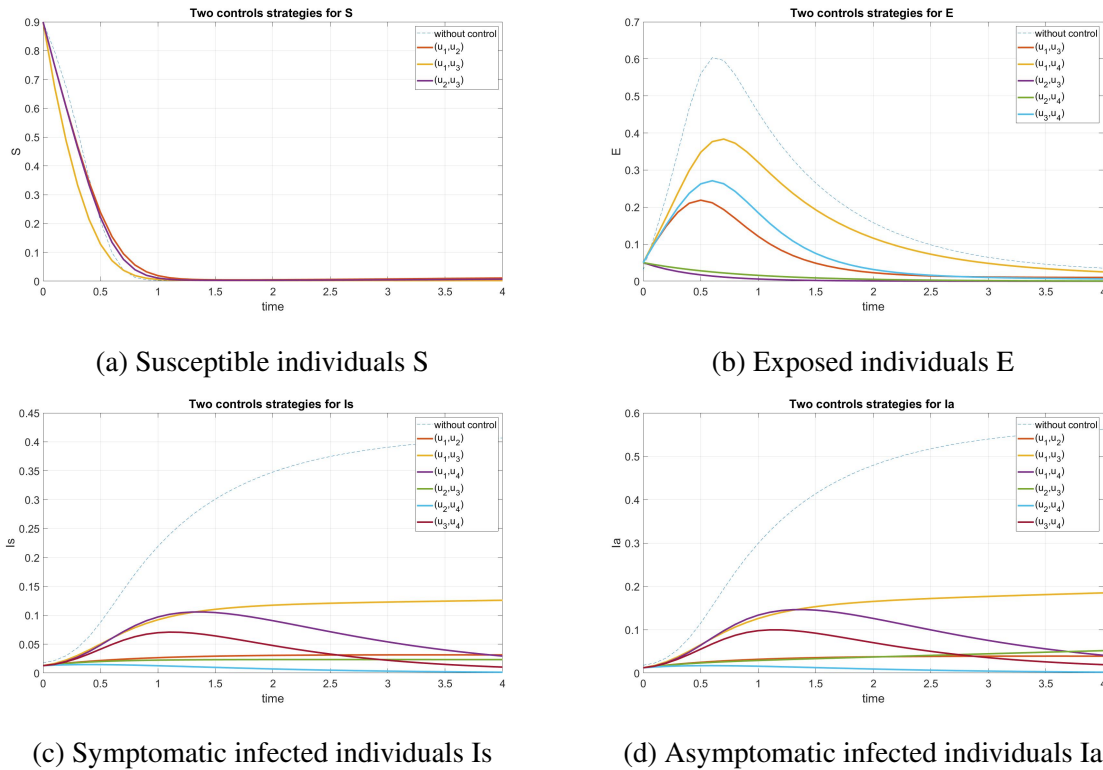 Two controls strategies for S
0.9
0.8
0.7
0.6
0.5
0.4
0.3
0.2
0.1
0
S
0 0.5 1 1.5 2 2.5 3 3.5 4
time
without control
(u1,u2)
(u1,u3)
(u2,u3)
(a) Susceptible individuals S
Two controls strategies for E
0.7
0.6
0.5
0.4
0.3
0.2
0.1
0
E
0 0.5 1 1.5 2 2.5 3 3.5 4
time
without control
(u1,u3)
(u1,u4)
(u2,u3)
(u2,u4)
(u3,u4)
(b) Exposed individuals E
Two controls strategies for Is
0.45
0.4
0.35
0.3
0.25
0.2
0.15
0.1
0.05
0
Is
0 0.5 1 1.5 2 2.5 3 3.5 4
time
without control
(u1,u2)
(u1,u3)
(u1,u4)
(u2,u3)
(u2,u4)
(u3,u4)
(c) Symptomatic infected individuals Is
Two controls strategies for Ia
0.6
0.5
0.4
0.3
0.2
0.1
0
Ia
0 0.5 1 1.5 2 2.5 3 3.5 4
time
without control
(u1,u2)
(u1,u3)
(u1,u4)
(u2,u3)
(u2,u4)
(u3,u4)
(d) Asymptomatic infected individuals Ia